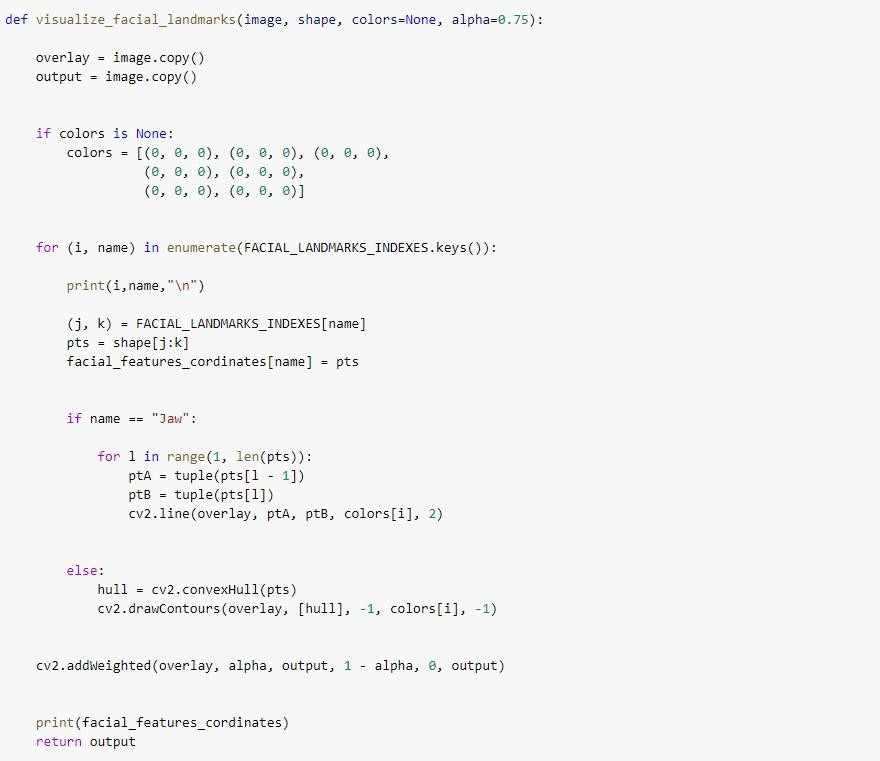 def visualize_facial_landmarks(image, shape, colors=None, alpha=0.75):
overlay = image.copy()
output = image.copy()
if colors is None:
colors = [(0, 0, 0), (0, 0, 0), (0, 0, 0),
(0, 0, 0), (0, 0, 0),
(0, 0, 0), (0, 0, 0)]
for (i, name) in enumerate(FACIAL_LANDMARKS_INDEXES.keys()):
print(i,name,"\n")
(j, k) = FACIAL_LANDMARKS_INDEXES[name]
pts = shape[j:k]
facial_features_cordinates[name] = pts
if name == "Jaw":
for l in range(1, len(pts)):
ptA = tuple(pts[l - 1])
ptB = tuple(pts[l])
cv2.line(overlay, ptA, ptB, colors[i], 2)
else:
hull = cv2.convexHull(pts)
cv2.drawContours(overlay, [hull], -1, colors[i], -1)
cv2.addWeighted(overlay, alpha, output, 1 - alpha, 0, output)
print(facial_features_cordinates)
return output